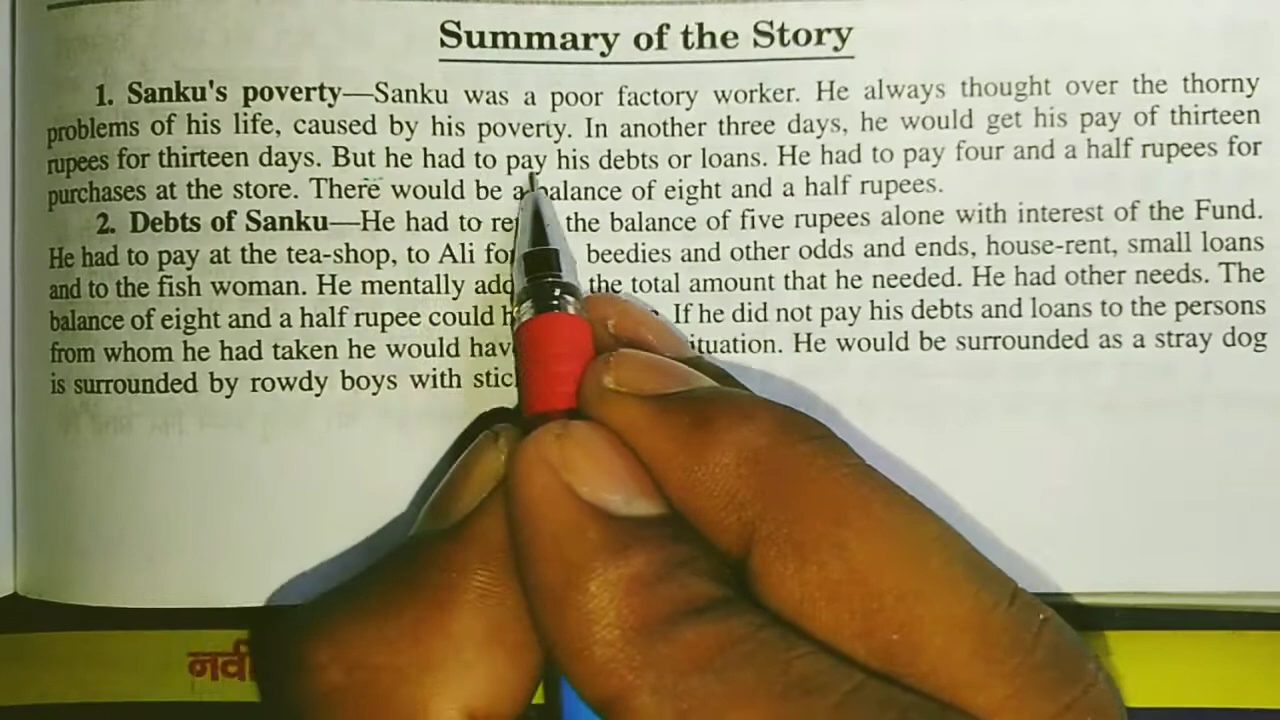 Summary of the Story
1. Sanku's poverty—Sanku was a poor factory worker. He always thought over the thorny
problems of his life, caused by his poverty. In another three days, he would get his pay of thirteen
rupees for thirteen days. But he had to pay his debts or loans. He had to pay four and a half rupees for
purchases at the store. There would be a balance of eight and a half rupees.
2. Debts of Sanku—He had to the balance of five rupees alone with interest of the Fund.
He had to pay at the tea-shop, to Ali beedies and other odds and ends, house-rent, small loans
and to the fish woman. He mentally the total amount that he needed. He had other needs. The
balance of eight and a half rupee could If he did not pay his debts and loans to the persons
from whom he had taken he would He would be surrounded as a stray dog
is surrounded by rowdy boys with